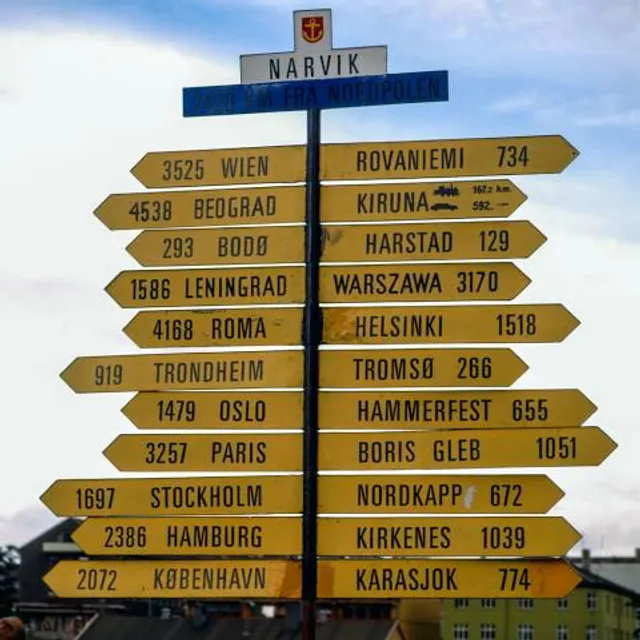 NARVIK
KM FRA NORDPOLEN
3525 WIEN
ROVANIEMI 734
4538 BEOGRAD
KIRUNA 167.0 KM.
592.
293 BODØ
HARSTAD 129
1586 LENINGRAD
WARSZAWA 3170
4168 ROMA
HELSINKI 1518
919 TRONDHEIM
TROMSØ 266
1479 OSLO
HAMMERFEST 655
3257 PARIS
BORIS GLEB 1051
1697 STOCKHOLM
NORDKAPP 672
2386 HAMBURG
KIRKENES 1039
2072 KØBENHAVN
KARASJOK 774